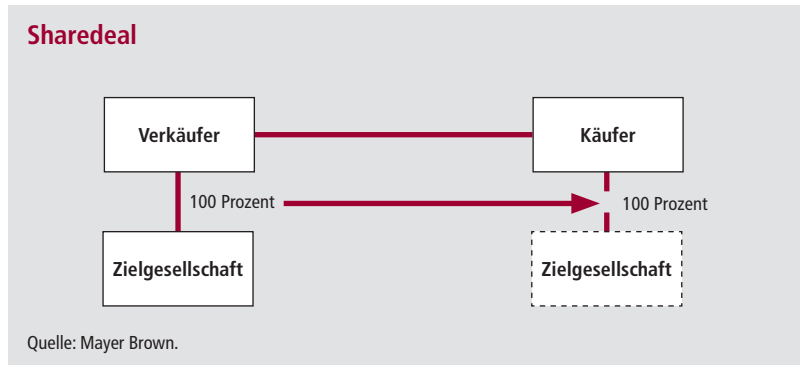 Sharedeal
Verkäufer
Käufer
100 Prozent
100 Prozent
Zielgesellschaft
Zielgesellschaft
Quelle: Mayer Brown.